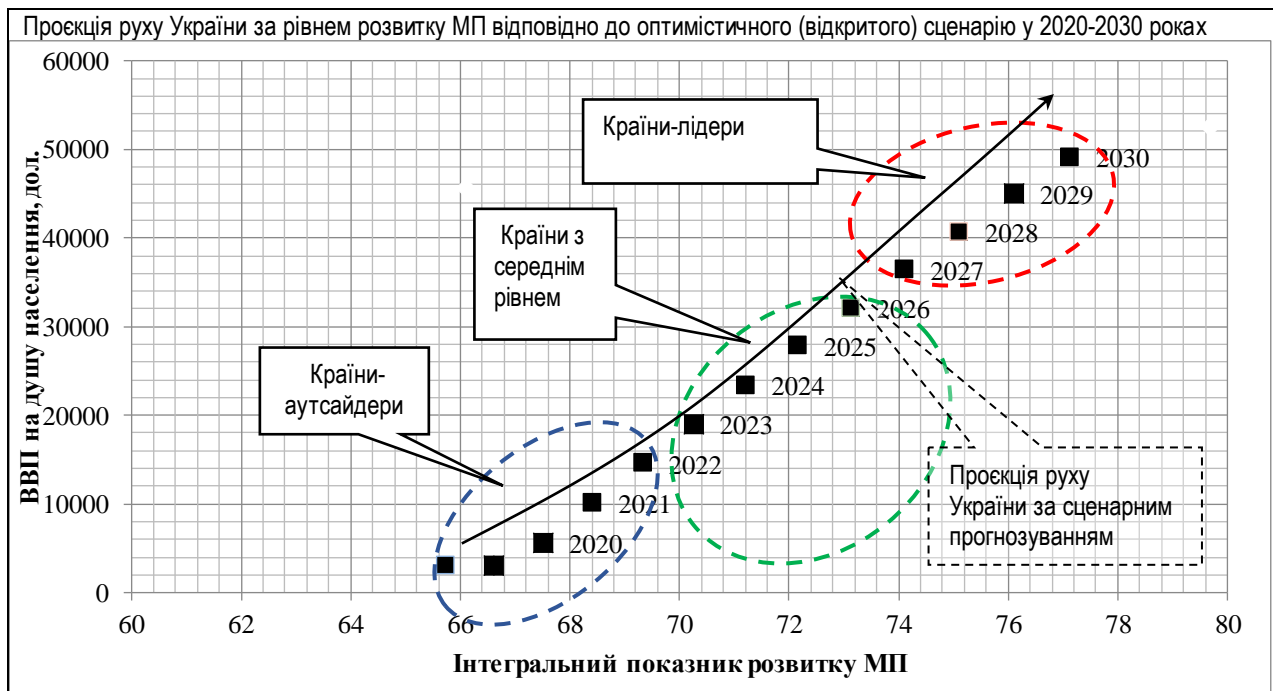 Проєкція руху України за рівнем розвитку МП відповідно до оптимістичного (відкритого) сценарію у 2020-2030 роках
60000
50000
40000
30000
20000
10000
0
ВВП на душу населення, дол.
Країни-лідери
Країни з
середнім
рівнем
Країни-
аутсайдери
2030
2029
2028
2027
2026
2025
2024
2023
2022
2021
2020
Проєкція руху
України за сценарним
прогнозуванням
60 62 64 66 68 70 72 74 76 78 80
Інтегральний показник розвитку МП